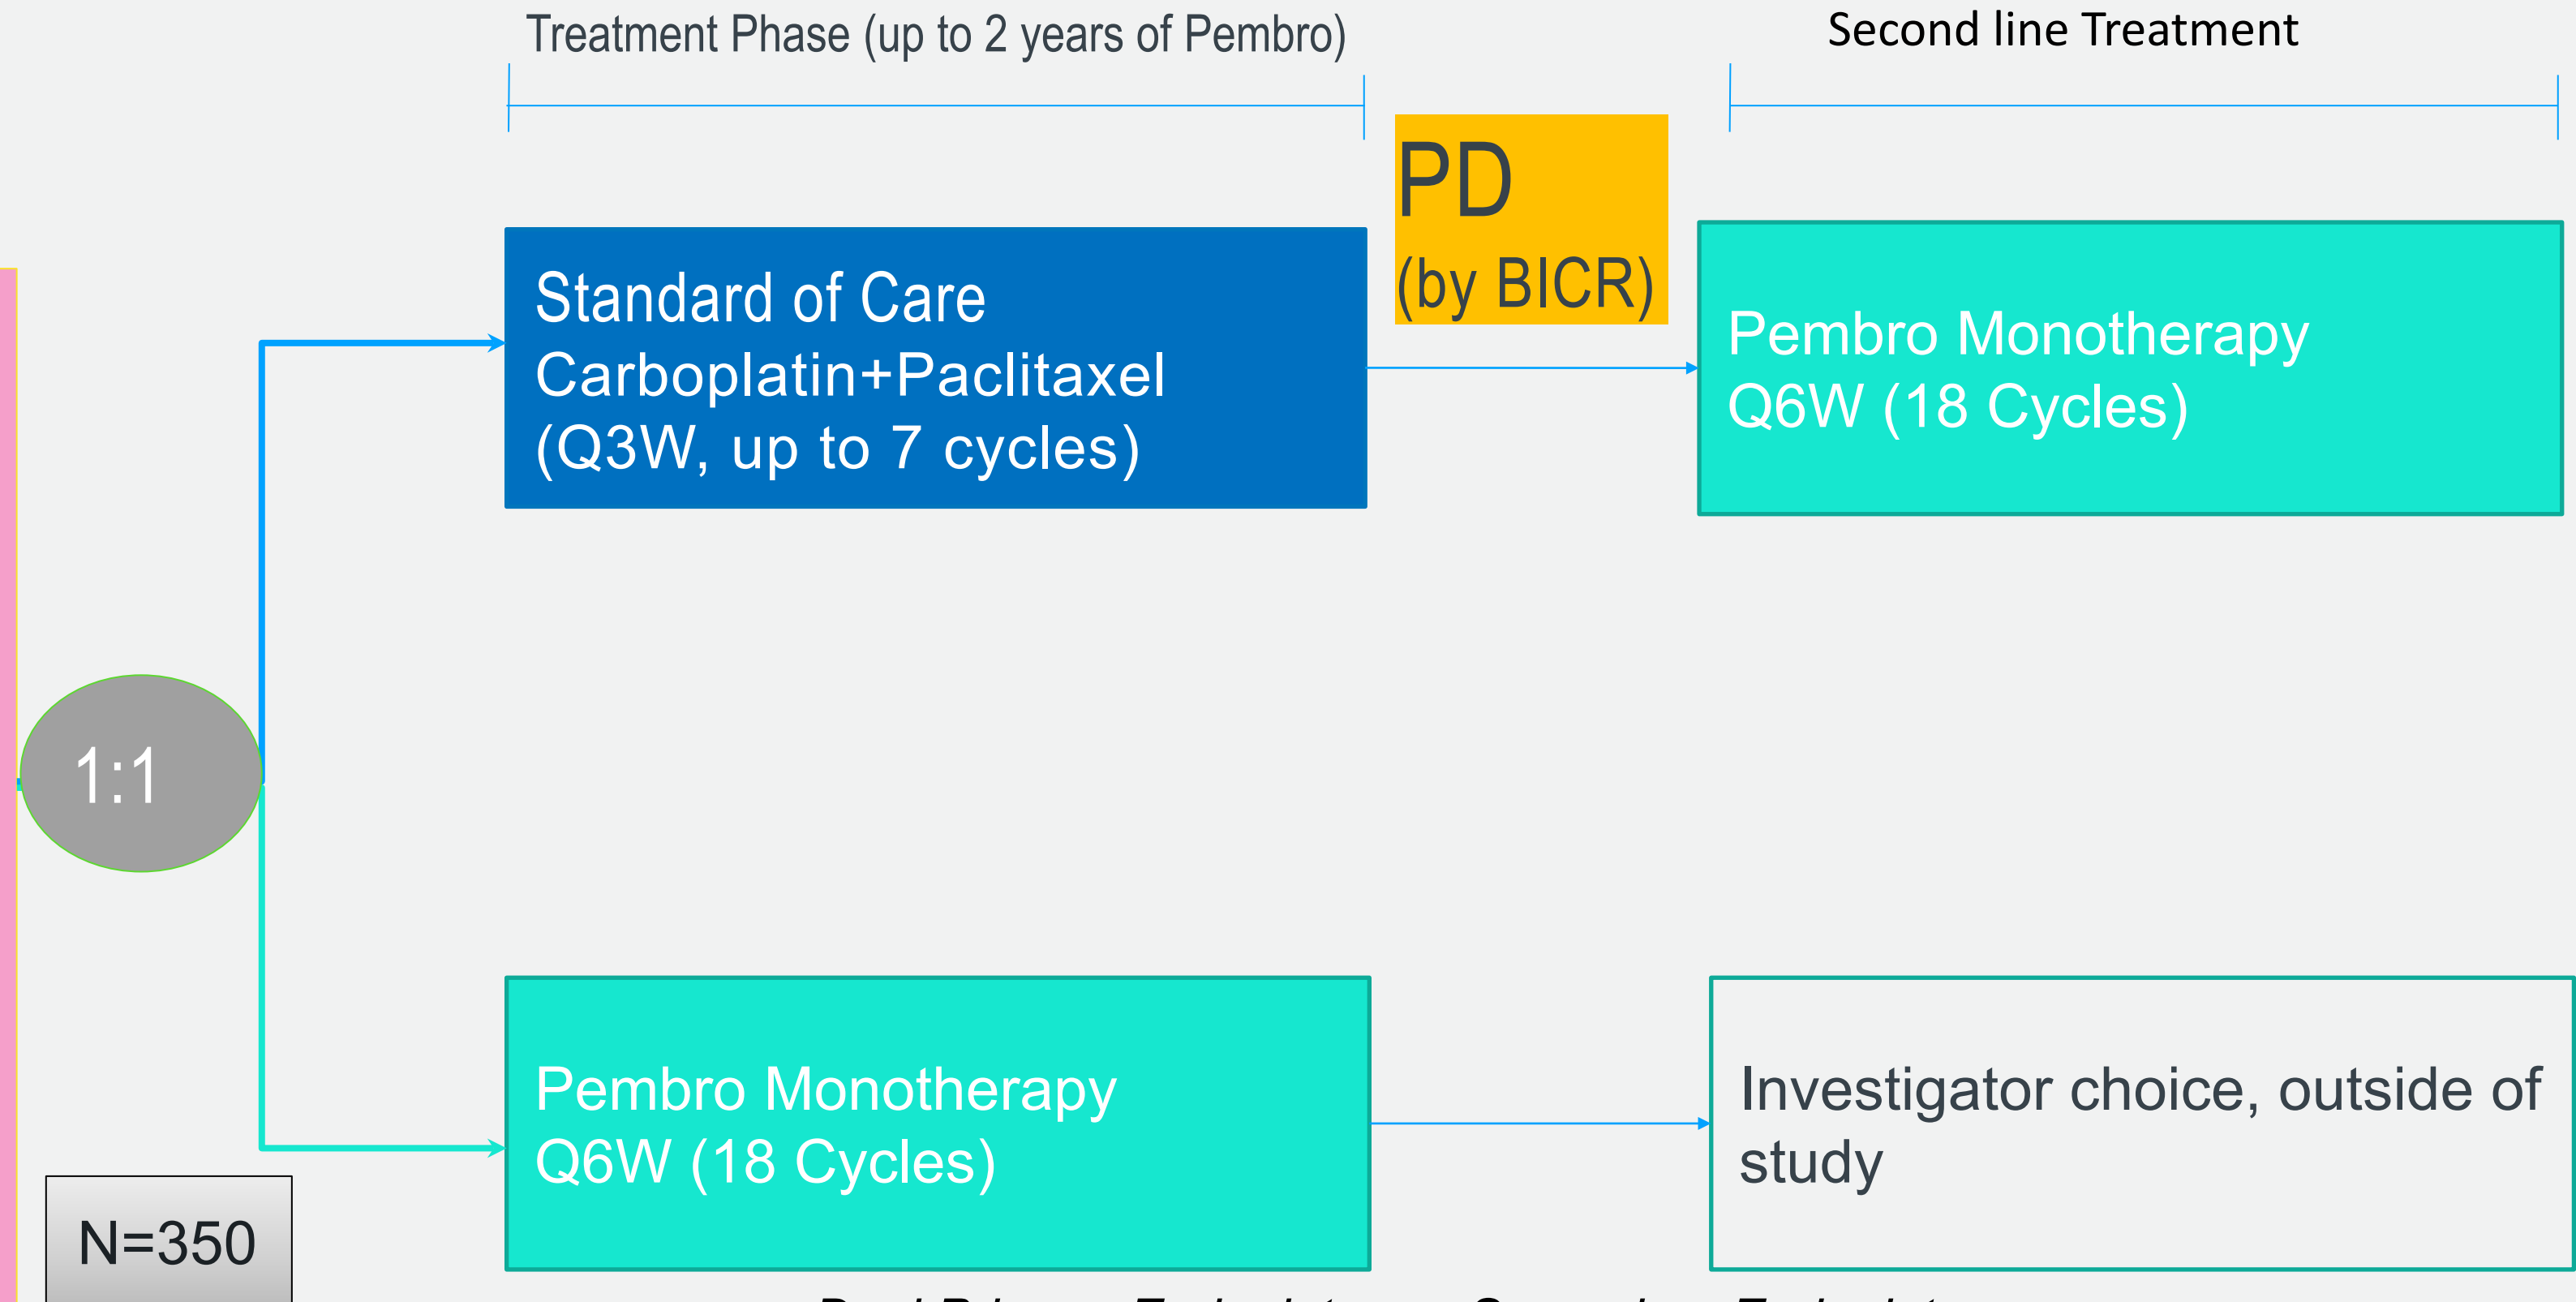 Treatment Phase (up to 2 years of Pembro)
Second line Treatment
PD
(by BICR)
Standard of Care
Carboplatin+Paclitaxel
(Q3W, up to 7 cycles)
Pembro Monotherapy
Q6W (18 Cycles)
1:1
Pembro Monotherapy
Q6W (18 Cycles)
Investigator choice, outside of
study
N=350